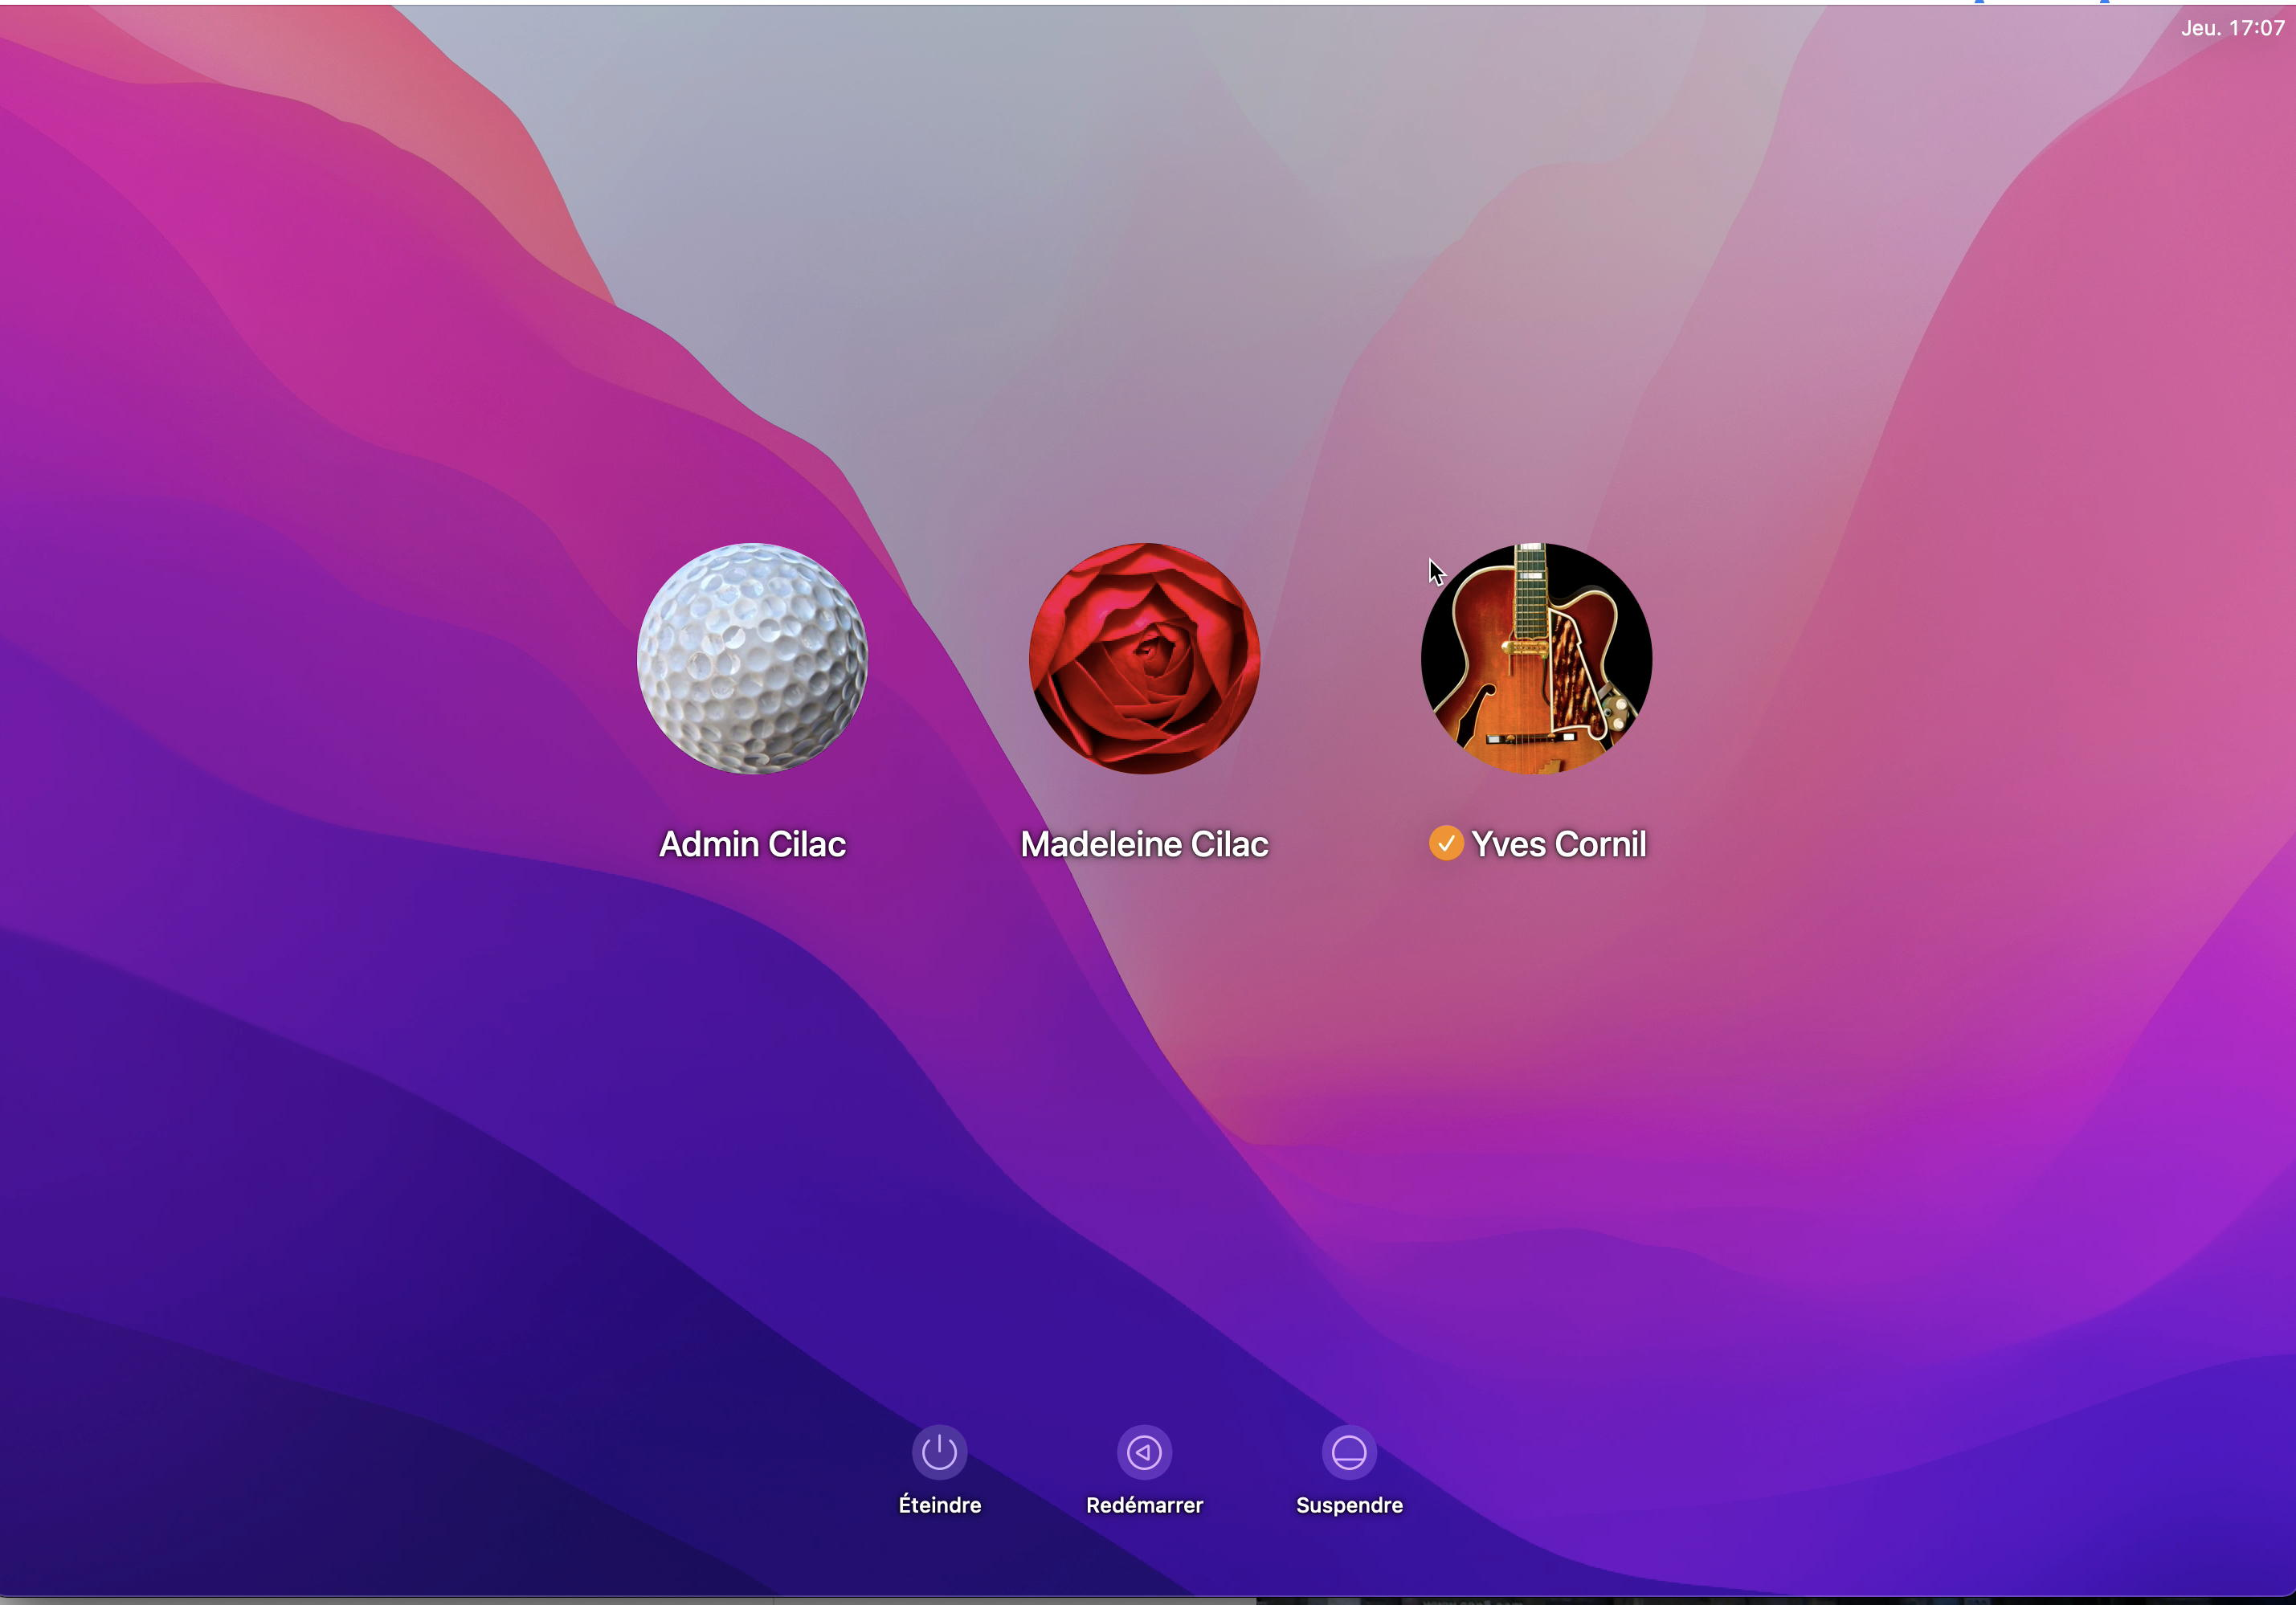 Jeu. 17:07
Admin Cilac
Madeleine Cilac
Yves Cornil
Éteindre
Redémarrer
Suspendre